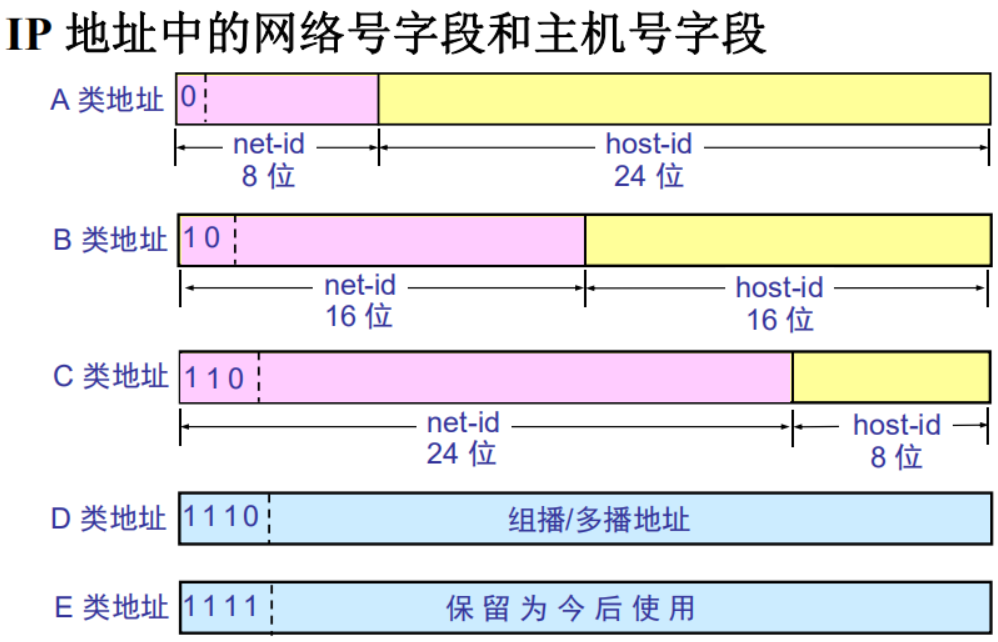 IP 地址中的网络号字段和主机号字段
A 类地址 0
net-id host-id
8 位 24 位
B 类地址 1 0
net-id host-id
16 位 16 位
C 类地址 1 1 0
net-id host-id
24 位 8 位
D 类地址 1 1 1 0 组播/多播地址
E 类地址 1 1 1 1 保 留 为 今 后 使 用